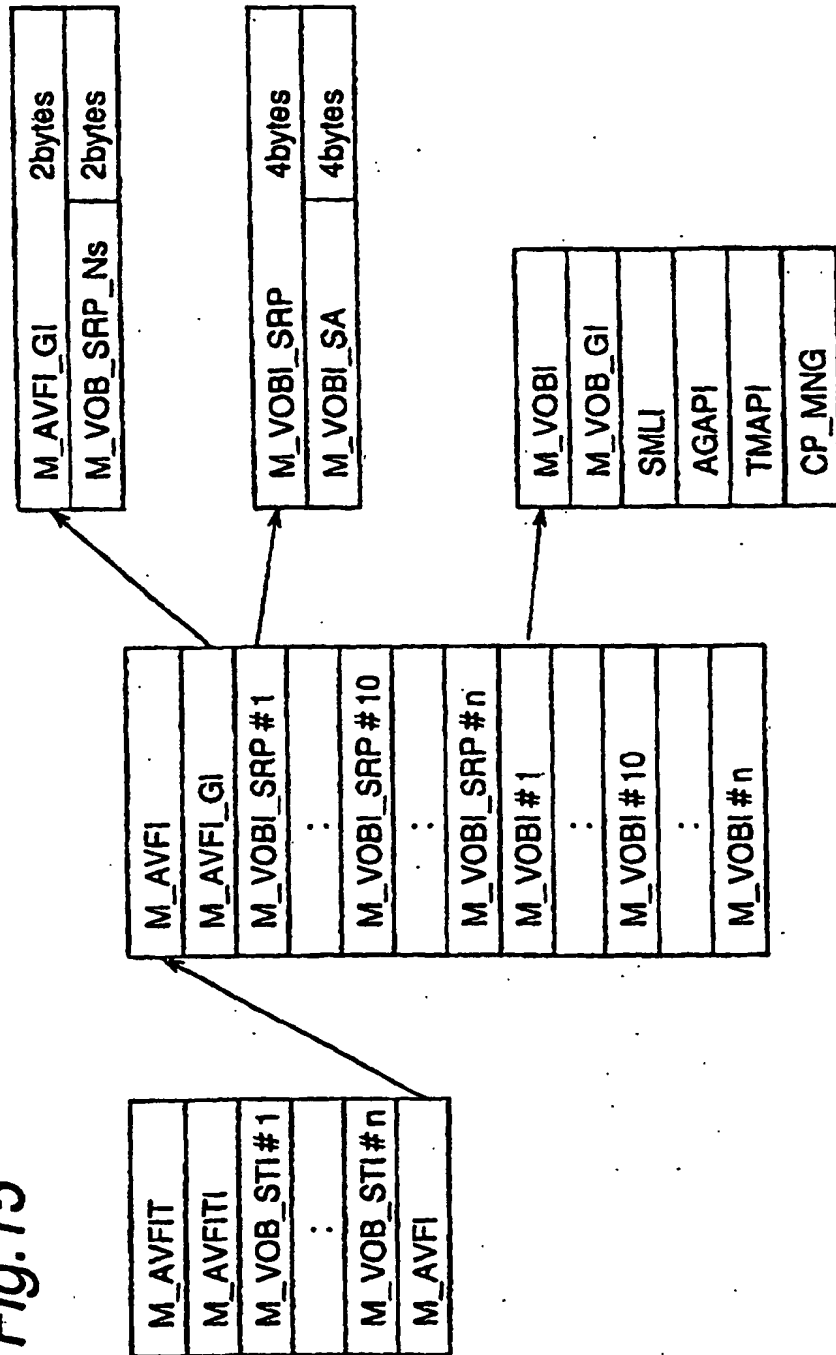 Fig.15
M_AVFIT
M_AVFITI
M_VOB_STI#1
:
M_VOB_STI#n
M_AVFI
M_AVFI
M_AVFI_GI
M_VOBI_SRP#1
:
M_VOBI_SRP#10
:
M_VOBI_SRP#n
M_VOBI#1
:
M_VOBI#10
:
M_VOBI#n
M_AVFI_GI 2bytes
M_VOB_SRP_Ns 2bytes
M_VOBI_SRP 4bytes
M_VOBI_SA 4bytes
M_VOBI
M_VOB_GI
SMLI
AGAPI
TMAPI
CP_MNG